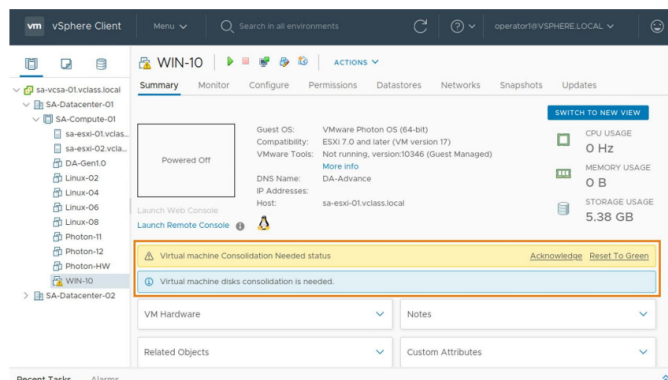 vm vSphere Client Menu Search in all environments operator1@VSPHERE.LOCAL
WIN-10 ACTIONS
Summary Monitor Configure Permissions Datastores Networks Snapshots Updates
sa-vcsa-01.vclass.local
SA-Datacenter-01
SA-Compute-01
sa-esxi-01.vclas...
sa-esxi-02.vcla...
DA-Gen1.0
Linux-02
Linux-04
Linux-06
Linux-08
Photon-11
Photon-12
Photon-HW
WIN-10
SA-Datacenter-02
SWITCH TO NEW VIEW
Powered Off
Launch Web Console
Launch Remote Console
Guest OS: VMware Photon OS (64-bit)
Compatibility: ESXi 7.0 and later (VM version 17)
VMware Tools: Not running, version:10346 (Guest Managed)
More info
DNS Name: DA-Advance
IP Addresses:
Host: sa-esxi-01.vclass.local
CPU USAGE
0 Hz
MEMORY USAGE
0 B
STORAGE USAGE
5.38 GB
Virtual machine Consolidation Needed status Acknowledge Reset To Green
Virtual machine disks consolidation is needed.
VM Hardware
Notes
Related Objects
Custom Attributes
Recent Tasks Alarms